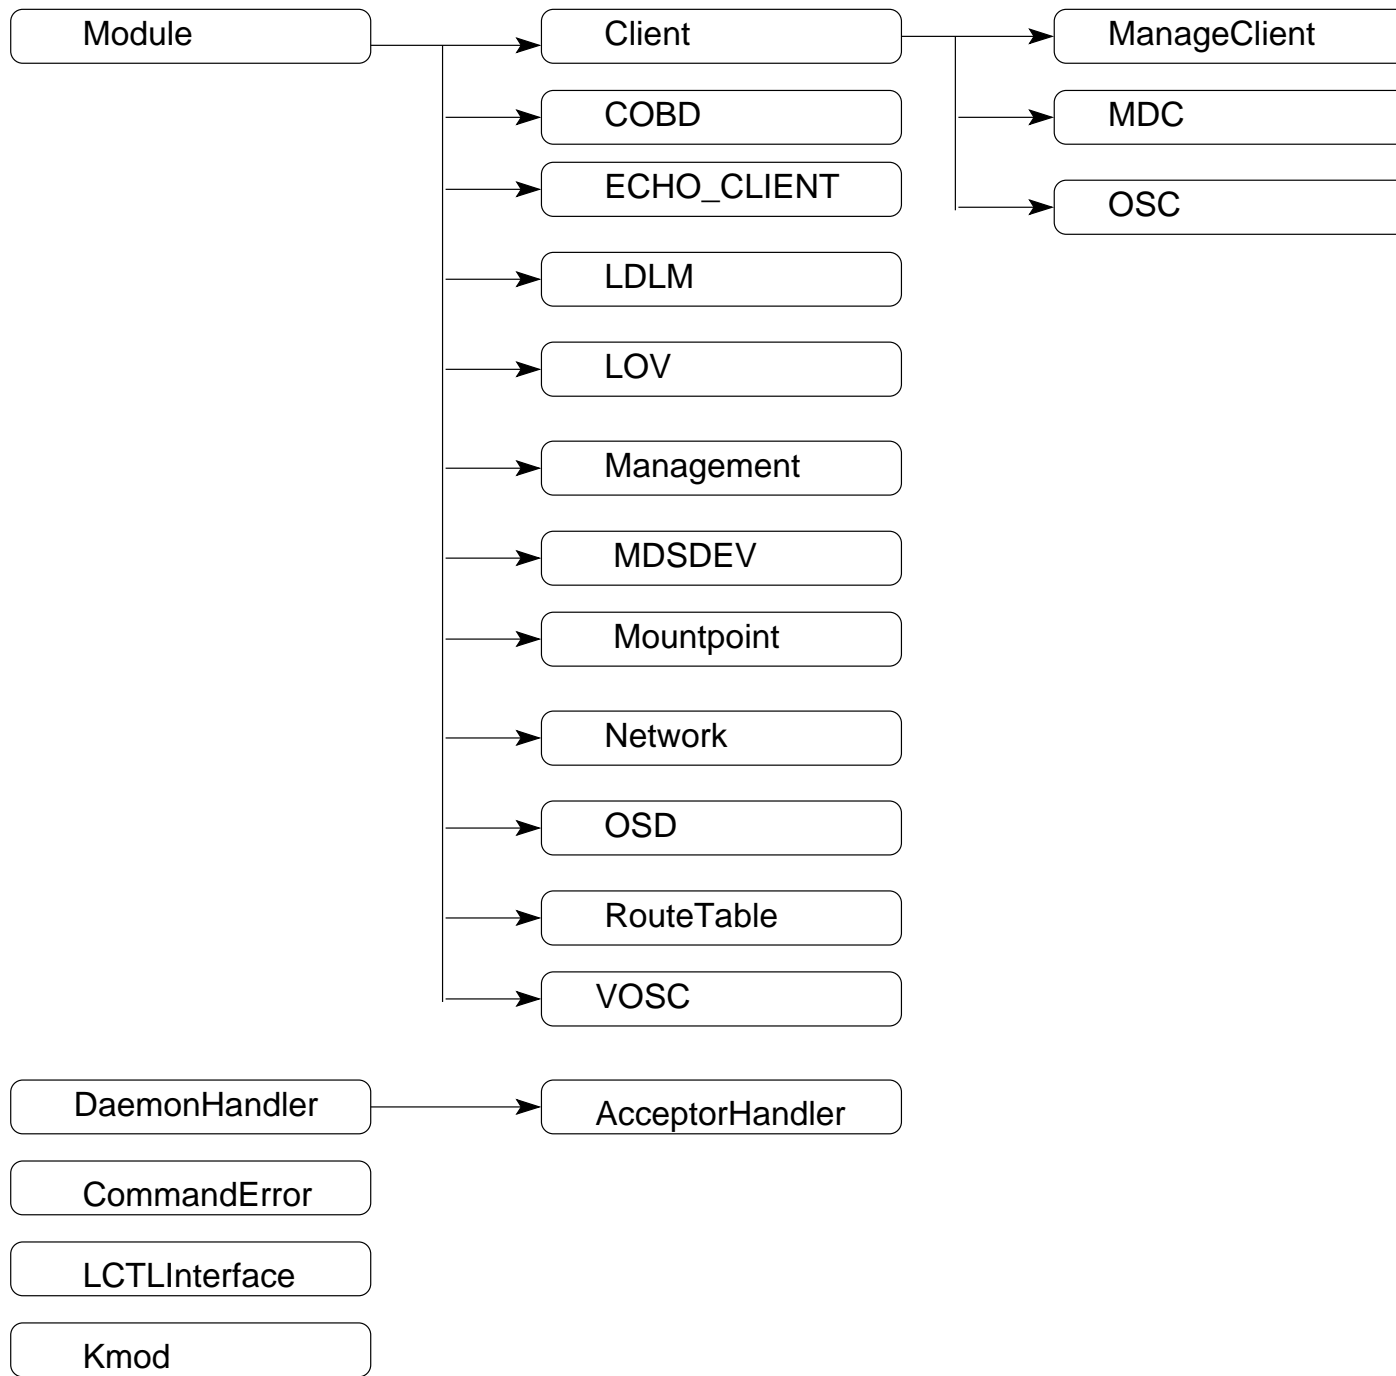 Module
Client
ManageClient
COBD
MDC
ECHO_CLIENT
OSC
LDLM
LOV
Management
MDSDEV
Mountpoint
Network
OSD
RouteTable
VOSC
DaemonHandler
AcceptorHandler
CommandError
LCTLInterface
Kmod